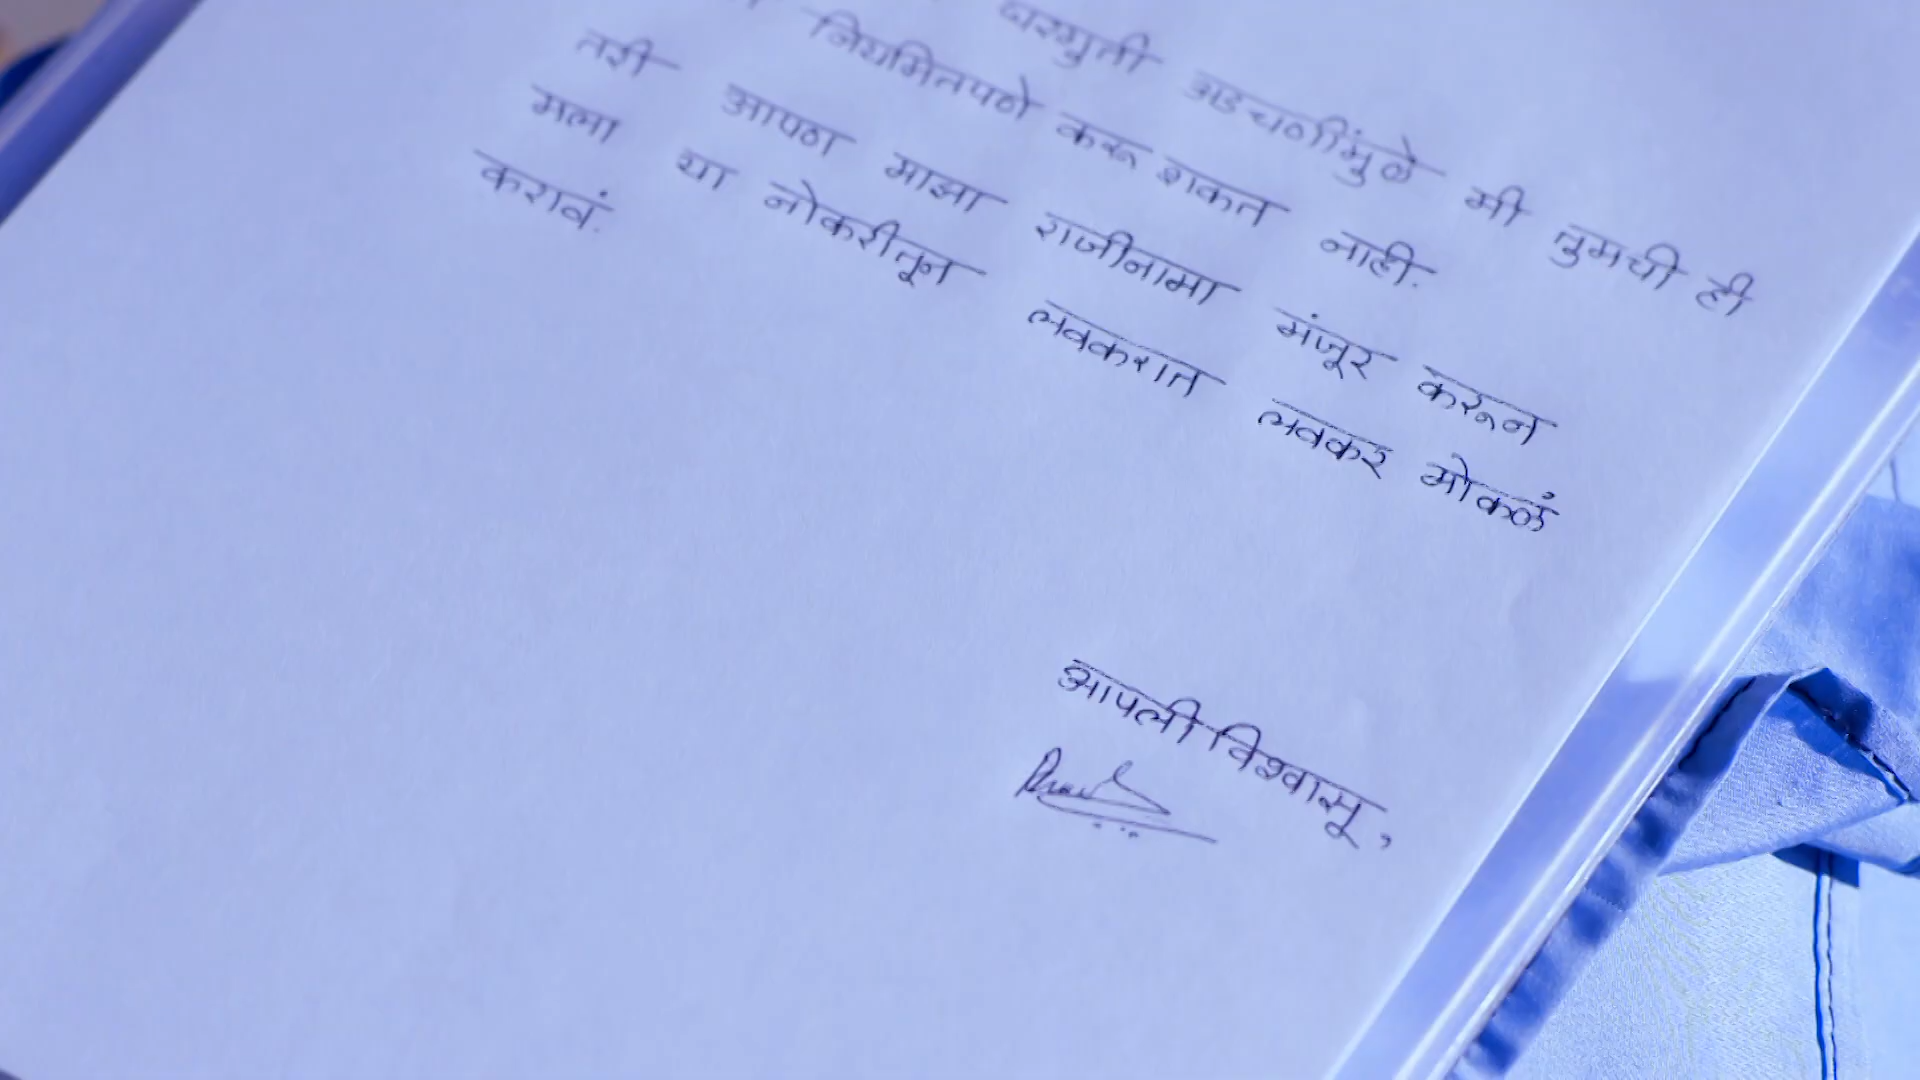 घरगुती अडचणींमुळे मी तुमची ही
नियमितपणे करू शकत नाही.
तरी आपण माझा राजीनामा मंजूर करून
मला या नोकरीतून लवकरात लवकर मोकळं
करावं.
आपली विश्वासू,